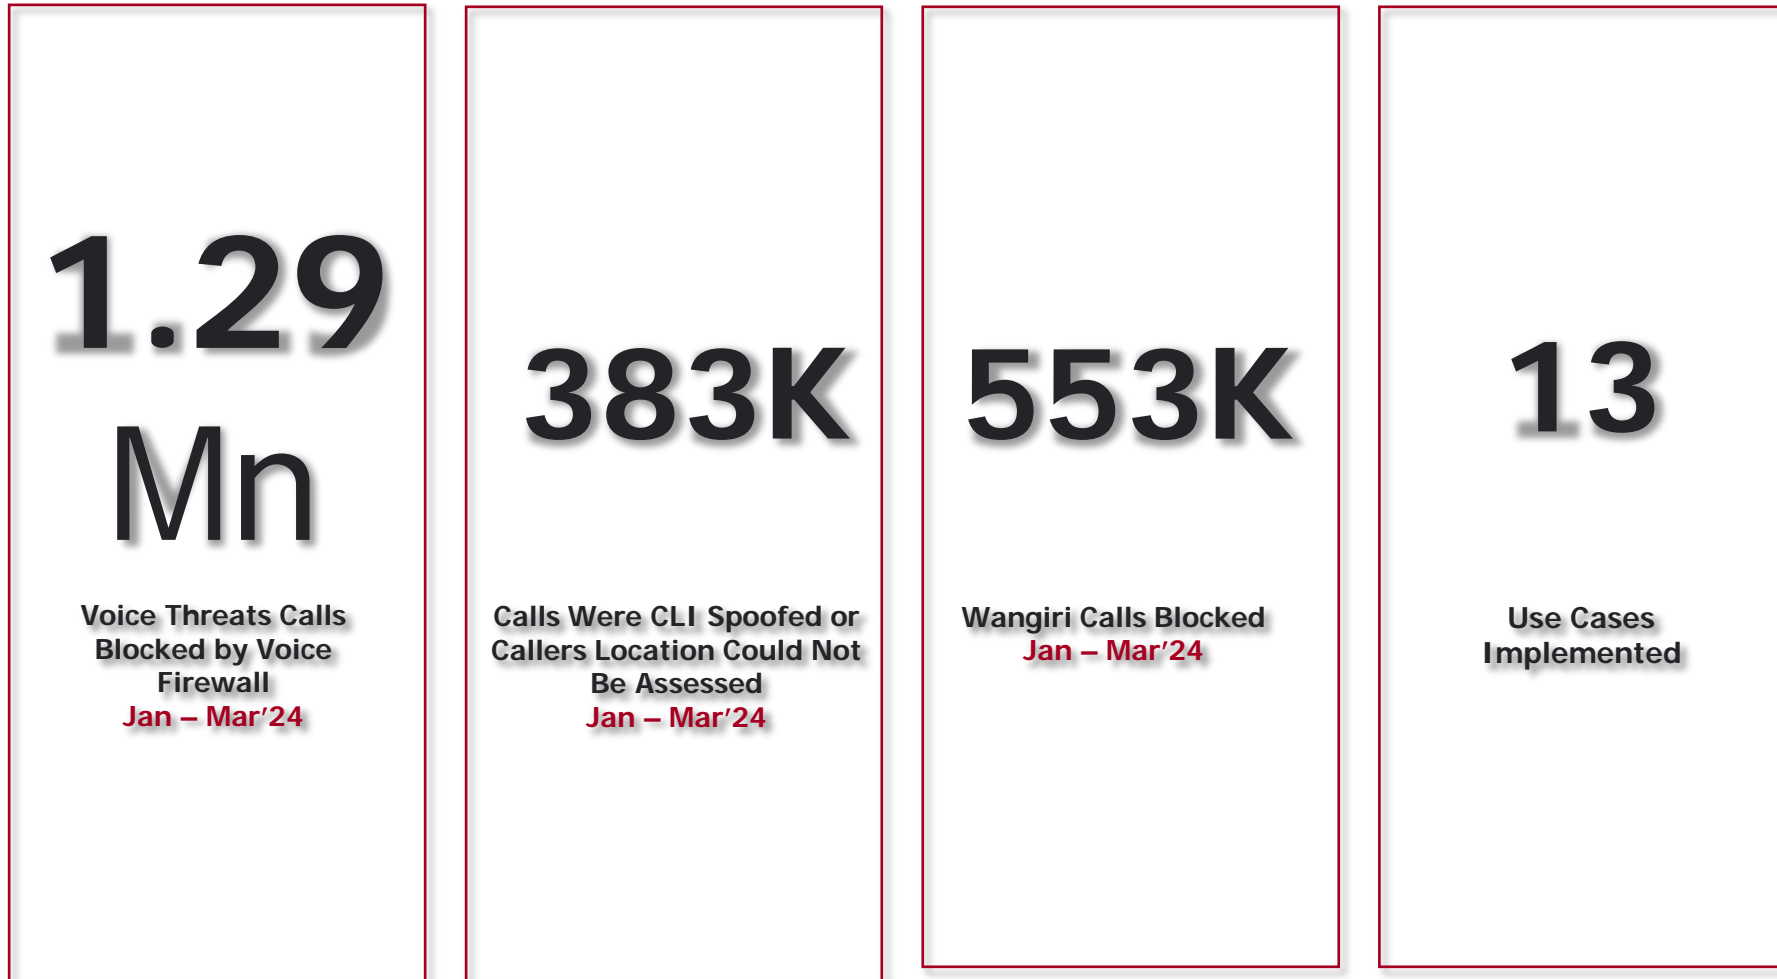 1.29
Mn
Voice Threats Calls
Blocked by Voice
Firewall
Jan – Mar’24
383K
Calls Were CLI Spoofed or
Callers Location Could Not
Be Assessed
Jan – Mar’24
553K
Wangiri Calls Blocked
Jan – Mar’24
13
Use Cases
Implemented